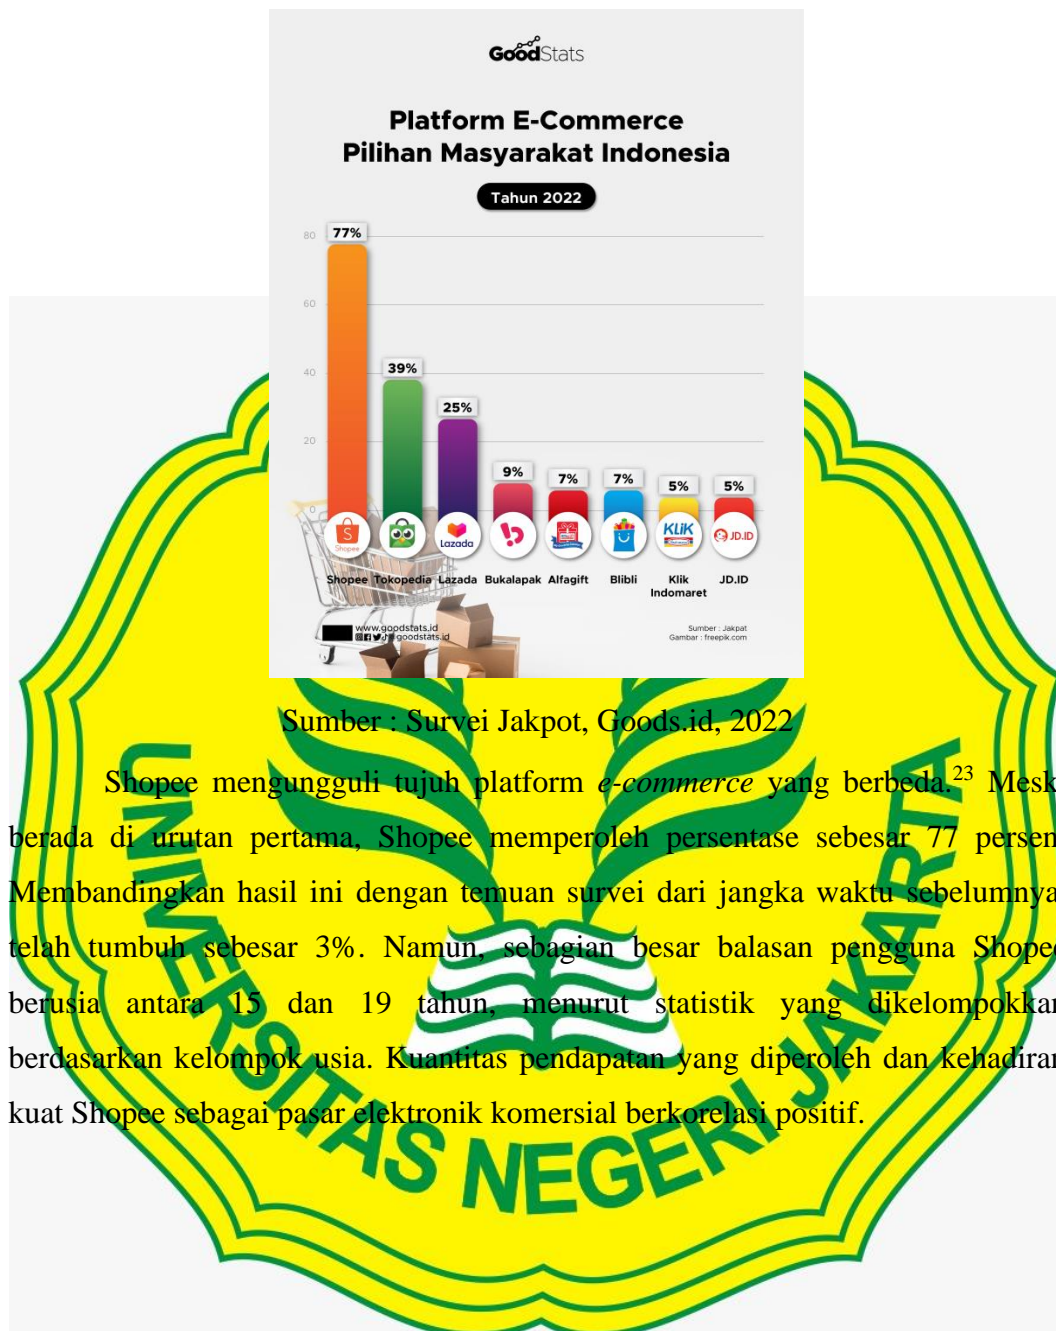 GoodStats
Platform E-Commerce
Pilihan Masyarakat Indonesia
Tahun 2022
80
60
40
20
0
77%
39%
25%
9%
7%
7%
5%
5%
Shopee
Lazada
KLiK
JD.ID
Shopee Tokopedia Lazada Bukalapak Alfagift Blibli Klik Indomaret JD.ID
www.goodstats.id
goodstats.id
Sumber : Jakpat
Gambar : freepik.com
Sumber : Survei Jakpot, Goods.id, 2022
Shopee mengungguli tujuh platform e-commerce yang berbeda.23 Mesk
berada di urutan pertama, Shopee memperoleh persentase sebesar 77 persen
Membandingkan hasil ini dengan temuan survei dari jangka waktu sebelumnya
telah tumbuh sebesar 3%. Namun, sebagian besar balasan pengguna Shopee
berusia antara 15 dan 19 tahun, menurut statistik yang dikelompokkan
berdasarkan kelompok usia. Kuantitas pendapatan yang diperoleh dan kehadiran
kuat Shopee sebagai pasar elektronik komersial berkorelasi positif.
UNIVERSITAS NEGERI JAKARTA